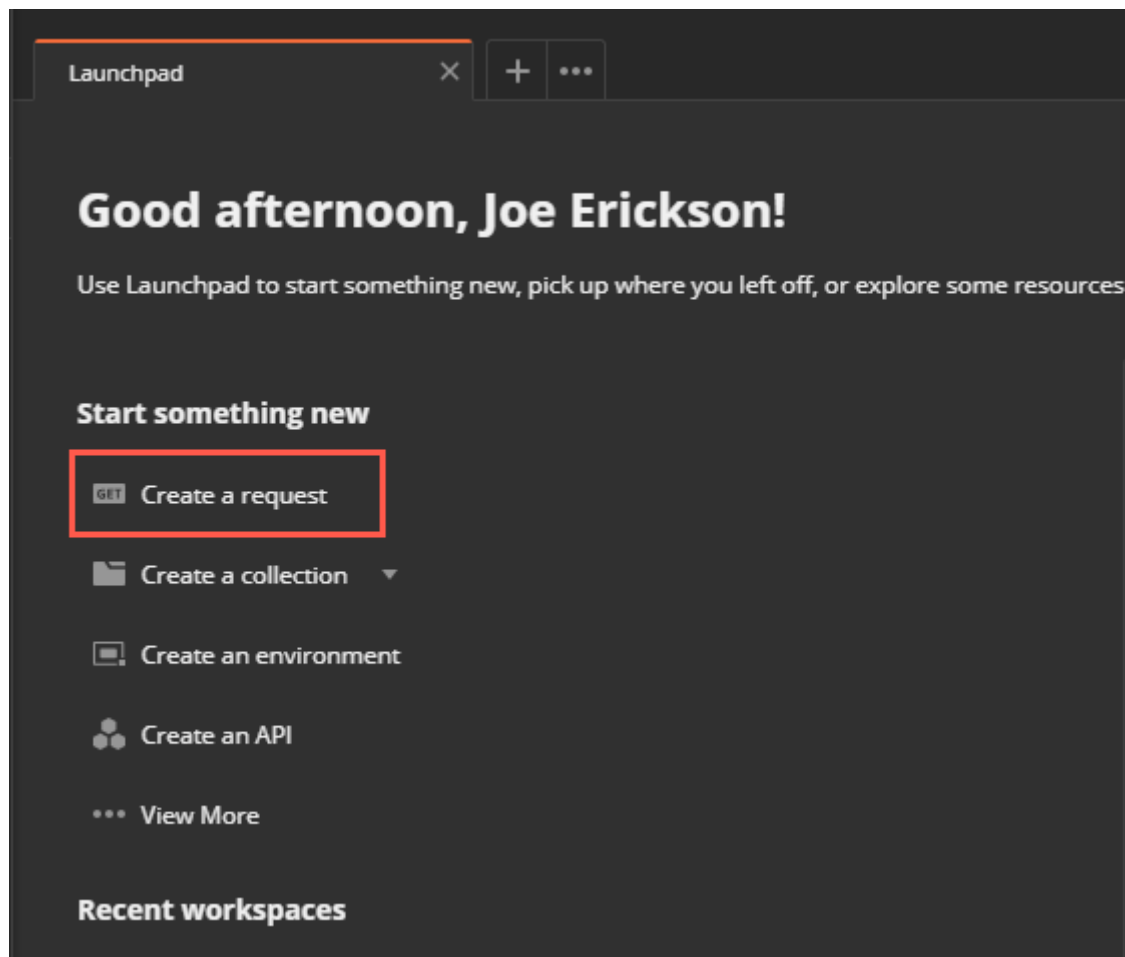 Launchpad
Good afternoon, Joe Erickson!
Use Launchpad to start something new, pick up where you left off, or explore some resources
Start something new
GET Create a request
Create a collection
Create an environment
Create an API
View More
Recent workspaces